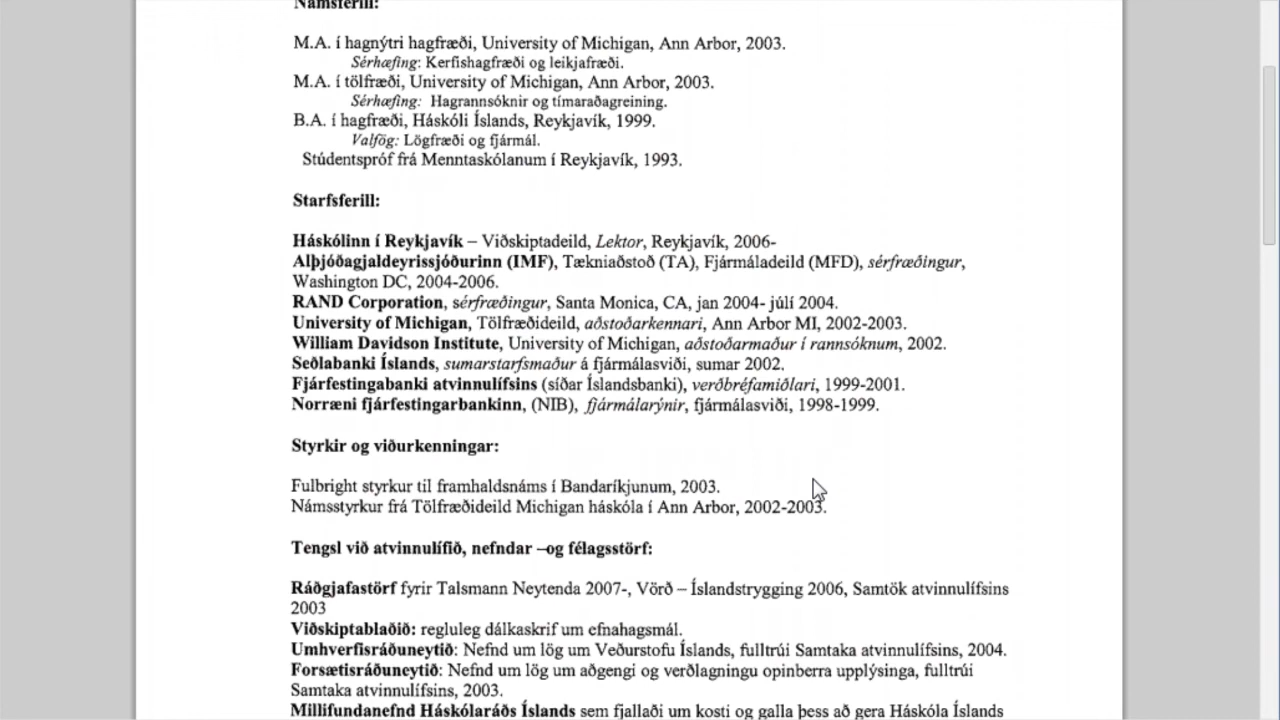 Námsferill:
M.A. í hagnýtri hagfræði, University of Michigan, Ann Arbor, 2003.
Sérhæfing: Kerfishagfræði og leikjafræði.
M.A. í tölfræði, University of Michigan, Ann Arbor, 2003.
Sérhæfing: Hagrannsóknir og tímaraðagreining.
B.A. í hagfræði, Háskóli Íslands, Reykjavík, 1999.
Valfög: Lögfræði og fjármál.
Stúdentspróf frá Menntaskólanum í Reykjavík, 1993.
Starfsferill:
Háskólinn í Reykjavík – Viðskiptadeild, Lektor, Reykjavík, 2006-
Alþjóðagjaldeyrissjóðurinn (IMF), Tækniaðstoð (TA), Fjármáladeild (MFD), sérfræðingur,
Washington DC, 2004-2006.
RAND Corporation, sérfræðingur, Santa Monica, CA, jan 2004- júlí 2004.
University of Michigan, Tölfræðideild, aðstoðarkennari, Ann Arbor MI, 2002-2003.
William Davidson Institute, University of Michigan, aðstoðarmaður í rannsóknum, 2002.
Seðlabanki Íslands, sumarstarfsmaður á fjármálasviði, sumar 2002.
Fjárfestingabanki atvinnulífsins (síðar Íslandsbanki), verðbréfamiðlari, 1999-2001.
Norræni fjárfestingarbankinn, (NIB), fjármálarýnir, fjármálasviði, 1998-1999.
Styrkir og viðurkenningar:
Fulbright styrkur til framhaldsnáms í Bandaríkjunum, 2003.
Námsstyrkur frá Tölfræðideild Michigan háskóla í Ann Arbor, 2002-2003.
Tengsl við atvinnulífið, nefndar –og félagsstörf:
Ráðgjafastörf fyrir Talsmann Neytenda 2007-, Vörð – Íslandstrygging 2006, Samtök atvinnulífsins
2003
Viðskiptablaðið: regluleg dálkaskrif um efnahagsmál.
Umhverfisráðuneytið: Nefnd um lög um Veðurstofu Íslands, fulltrúi Samtaka atvinnulífsins, 2004.
Forsætisráðuneytið: Nefnd um lög um aðgengi og verðlagningu opinberra upplýsinga, fulltrúi
Samtaka atvinnulífsins, 2003.
Millifundanefnd Háskólaráðs Íslands sem fjallaði um kosti og galla þess að gera Háskóla Íslands